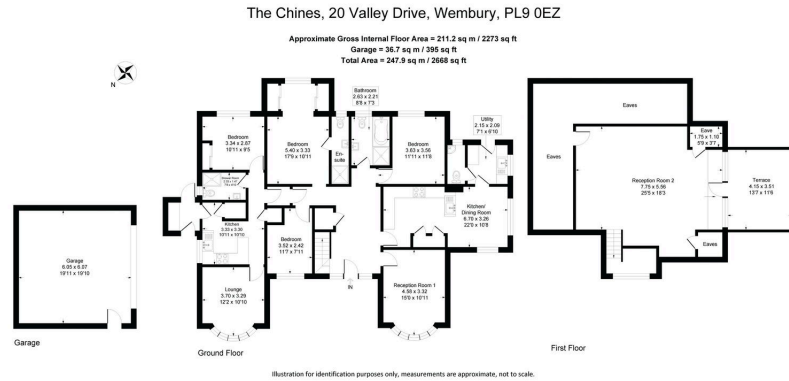 The Chines, 20 Valley Drive, Wembury, PL9 0EZ
Approximate Gross Internal Floor Area = 211.2 sq m / 2273 sq ft
Garage = 36.7 sq m / 395 sq ft
Total Area = 247.9 sq m / 2668 sq ft
N
Bathroom
2.63 x 2.21
8'8 x 7'3
Utility
2.15 x 2.09
7'1 x 6'10
Bedroom
3.34 x 2.87
10'11 x 9'5
Bedroom
5.40 x 3.33
17'9 x 10'11
En-
suite
Bedroom
3.63 x 3.56
11'11 x 11'8
Shower Room
Kitchen
3.33 x 3.30
10'11 x 10'10
Bedroom
3.52 x 2.42
11'7 x 7'11
Kitchen/
Dining Room
6.70 x 3.26
22'0 x 10'8
Lounge
3.70 x 3.29
12'2 x 10'10
IN
Reception Room 1
4.58 x 3.32
15'0 x 10'11
Ground Floor
Garage
6.05 x 6.07
19'11 x 19'10
Garage
Eaves
Eaves
Eave
1.75 x 1.10
5'9 x 3'7
Reception Room 2
7.75 x 5.56
25'5 x 18'3
Terrace
4.15 x 3.51
13'7 x 11'6
Eaves
First Floor
Illustration for identification purposes only, measurements are approximate, not to scale.